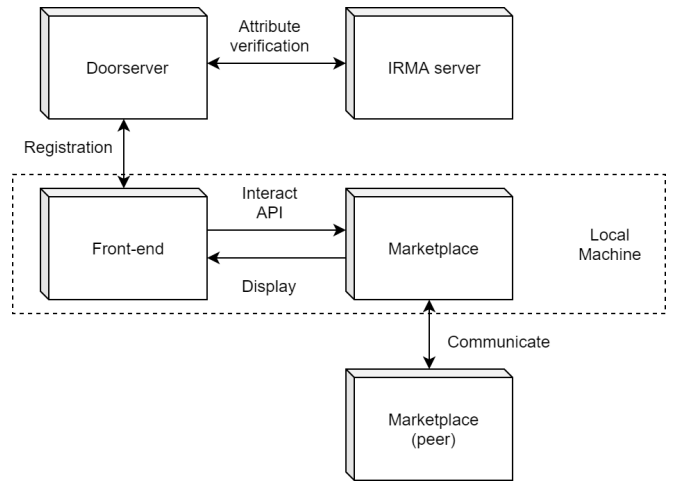 Attribute
verification
Doorserver
IRMA server
Registration
Interact
API
Front-end
Marketplace
Local
Machine
Display
Communicate
Marketplace
(peer)